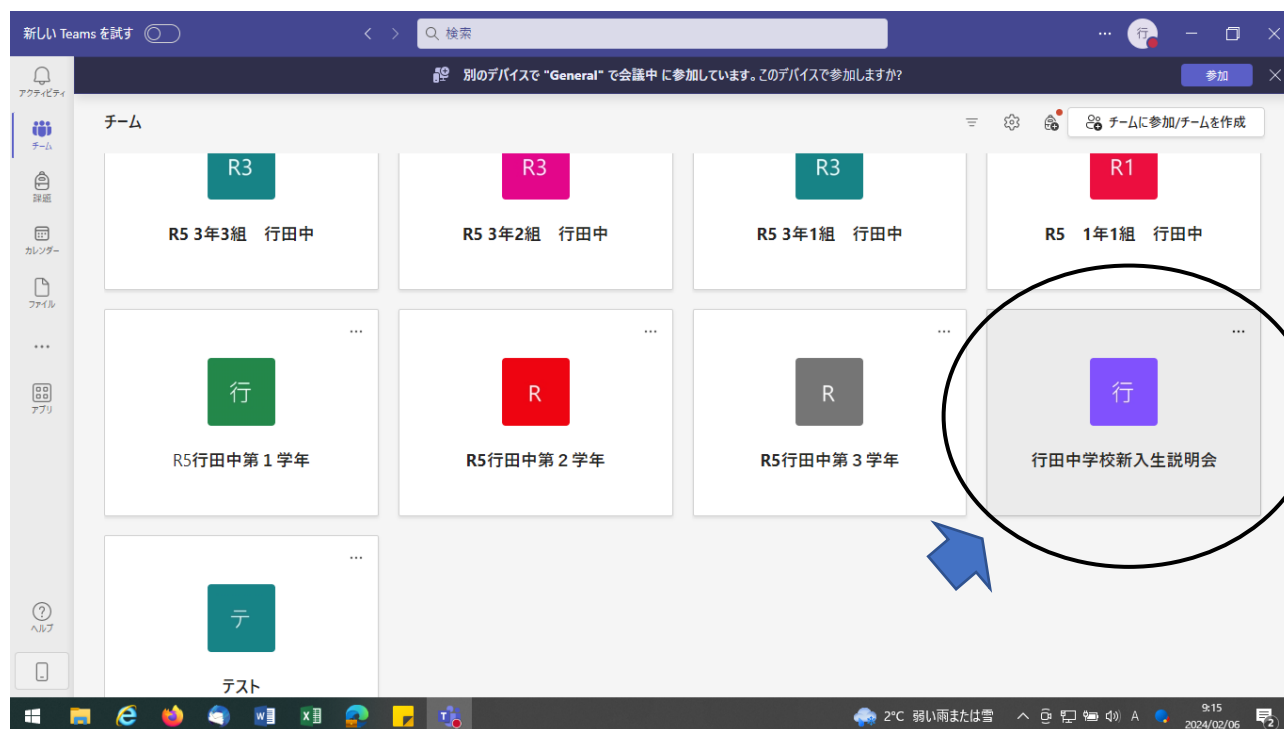 新しい Teams を試す
検索
行
別のデバイスで "General" で会議中 に参加しています。このデバイスで参加しますか?
参加
アクティビティ
チーム
課題
カレンダー
ファイル
アプリ
ヘルプ
チーム
チームに参加/チームを作成
R3
R3
R3
R1
R5 3年3組　行田中
R5 3年2組　行田中
R5 3年1組　行田中
R5　1年1組　行田中
行
R
R
行
R5行田中第１学年
R5行田中第２学年
R5行田中第３学年
行田中学校新入生説明会
テ
テスト
2°C 弱い雨または雪
A
9:15
2024/02/06
2